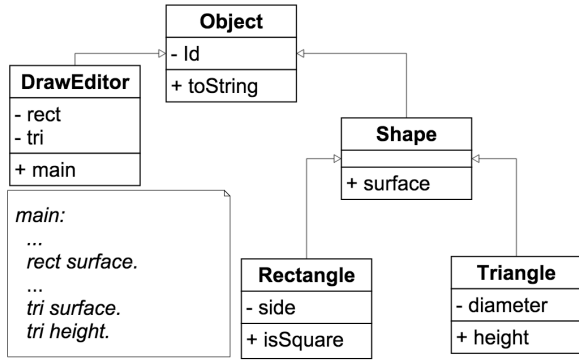 Object
- Id
+ toString
DrawEditor
- rect
- tri
+ main
Shape
+ surface
main:
...
rect surface.
...
tri surface.
tri height.
Rectangle
- side
+ isSquare
Triangle
- diameter
+ height